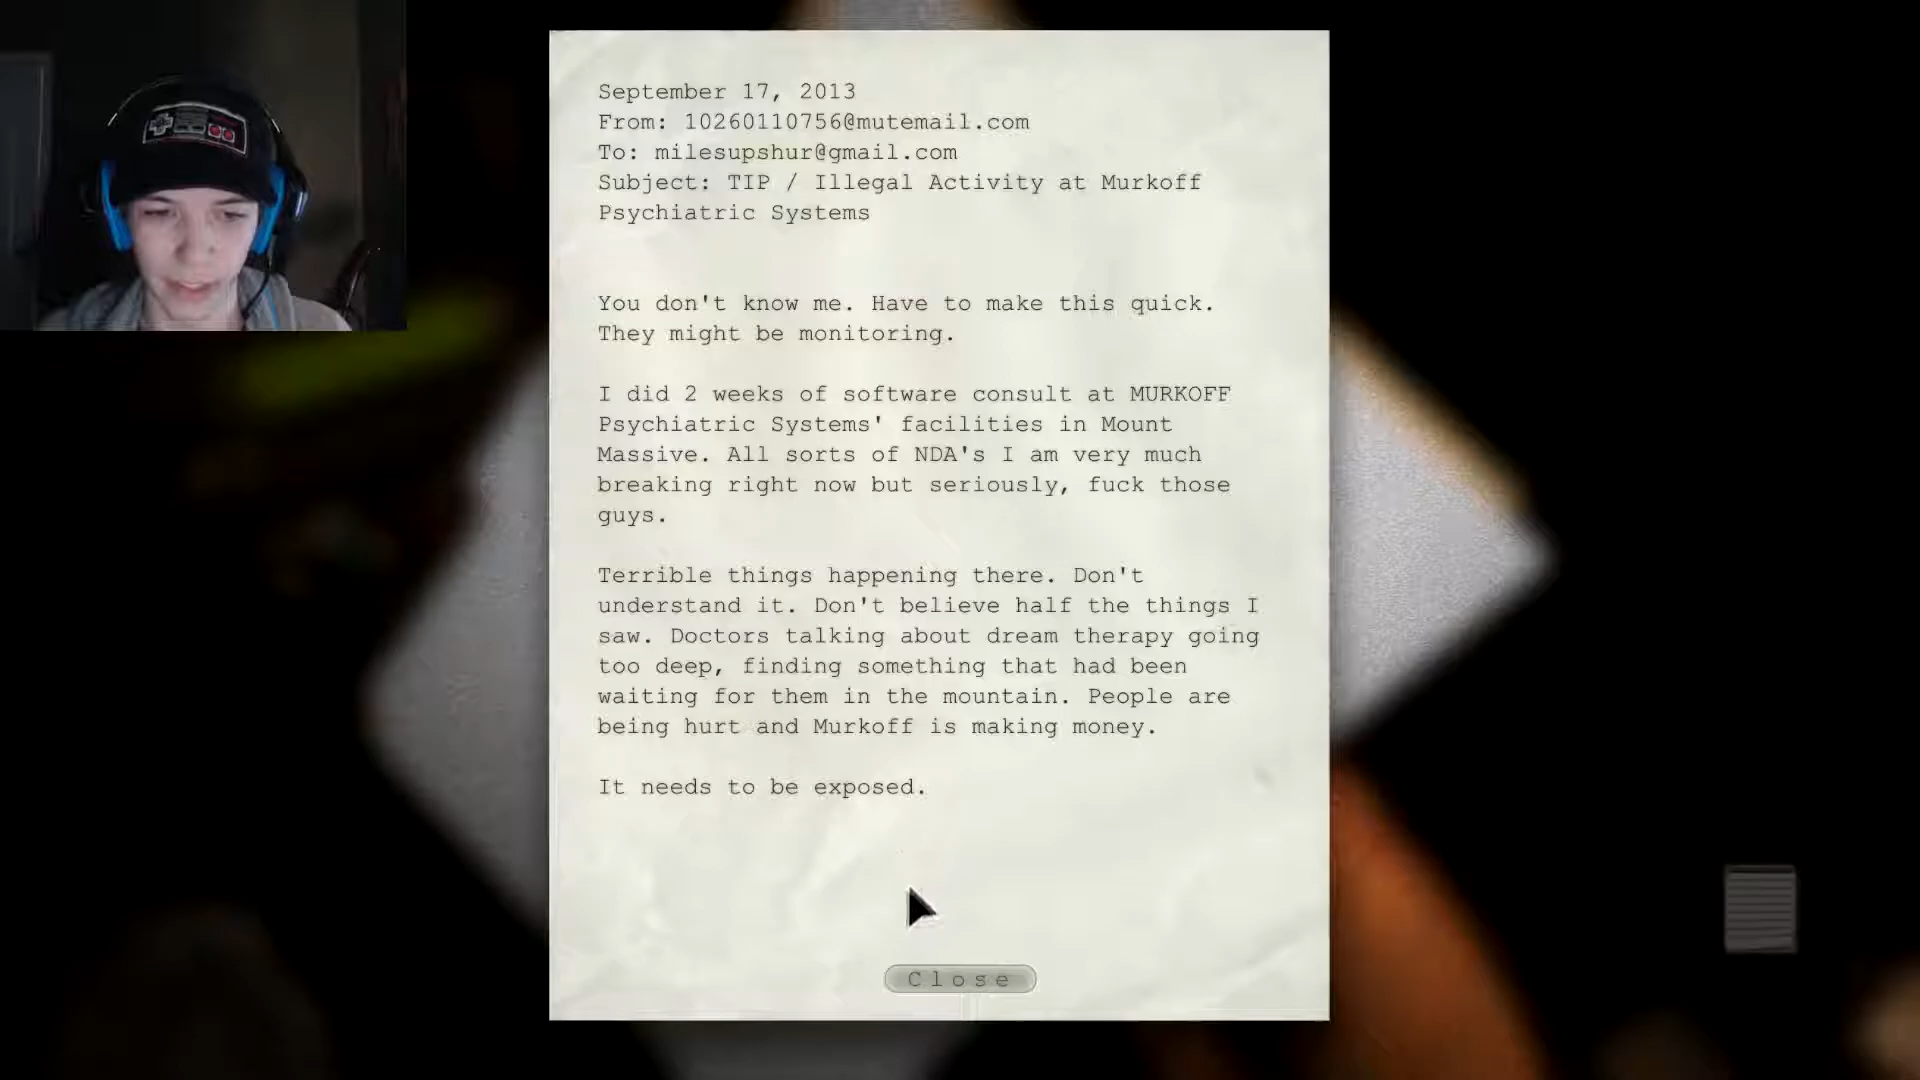 September 17, 2013
From: 10260110756@mutemail.com
To: milesupshur@gmail.com
Subject: TIP / Illegal Activity at Murkoff
Psychiatric Systems
You don't know me. Have to make this quick.
They might be monitoring.
I did 2 weeks of software consult at MURKOFF
Psychiatric Systems' facilities in Mount
Massive. All sorts of NDA's I am very much
breaking right now but seriously, fuck those
guys.
Terrible things happening there. Don't
understand it. Don't believe half the things I
saw. Doctors talking about dream therapy going
too deep, finding something that had been
waiting for them in the mountain. People are
being hurt and Murkoff is making money.
It needs to be exposed.
Close